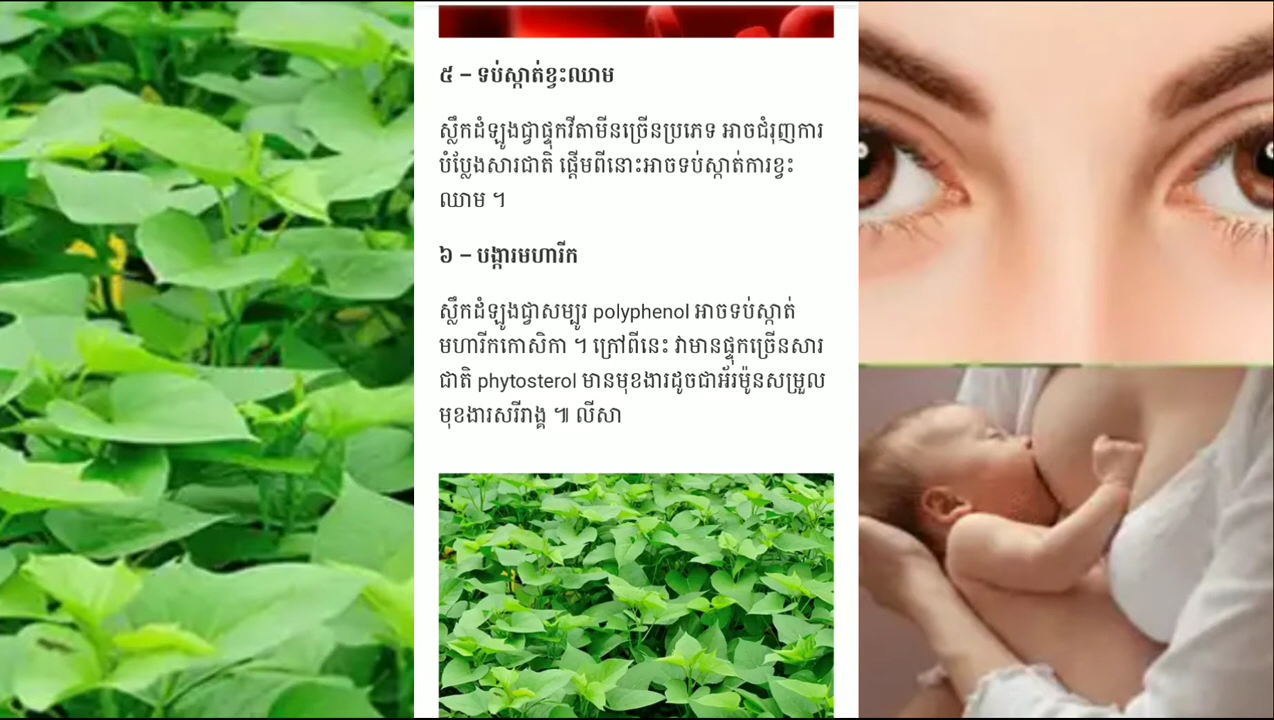 ៥ – ទប់ស្កាត់ខ្វះឈាម
ស្លឹកដំឡូងជ្វាផ្ទុកវីតាមីនច្រើនប្រភេទ អាចជំរុញការ
បំប្លែងសារជាតិ ផ្តើមពីនោះអាចទប់ស្កាត់ការខ្វះ
ឈាម ។
៦ – បង្ការមហារីក
ស្លឹកដំឡូងជ្វាសម្បូរ polyphenol អាចទប់ស្កាត់
មហារីកកោសិកា ។ ក្រៅពីនេះ វាមានផ្ទុកច្រើនសារ
ជាតិ phytosterol មានមុខងារដូចជាអ័រម៉ូនសម្រួល
មុខងារសរីរាង្គ ៕ លីសា